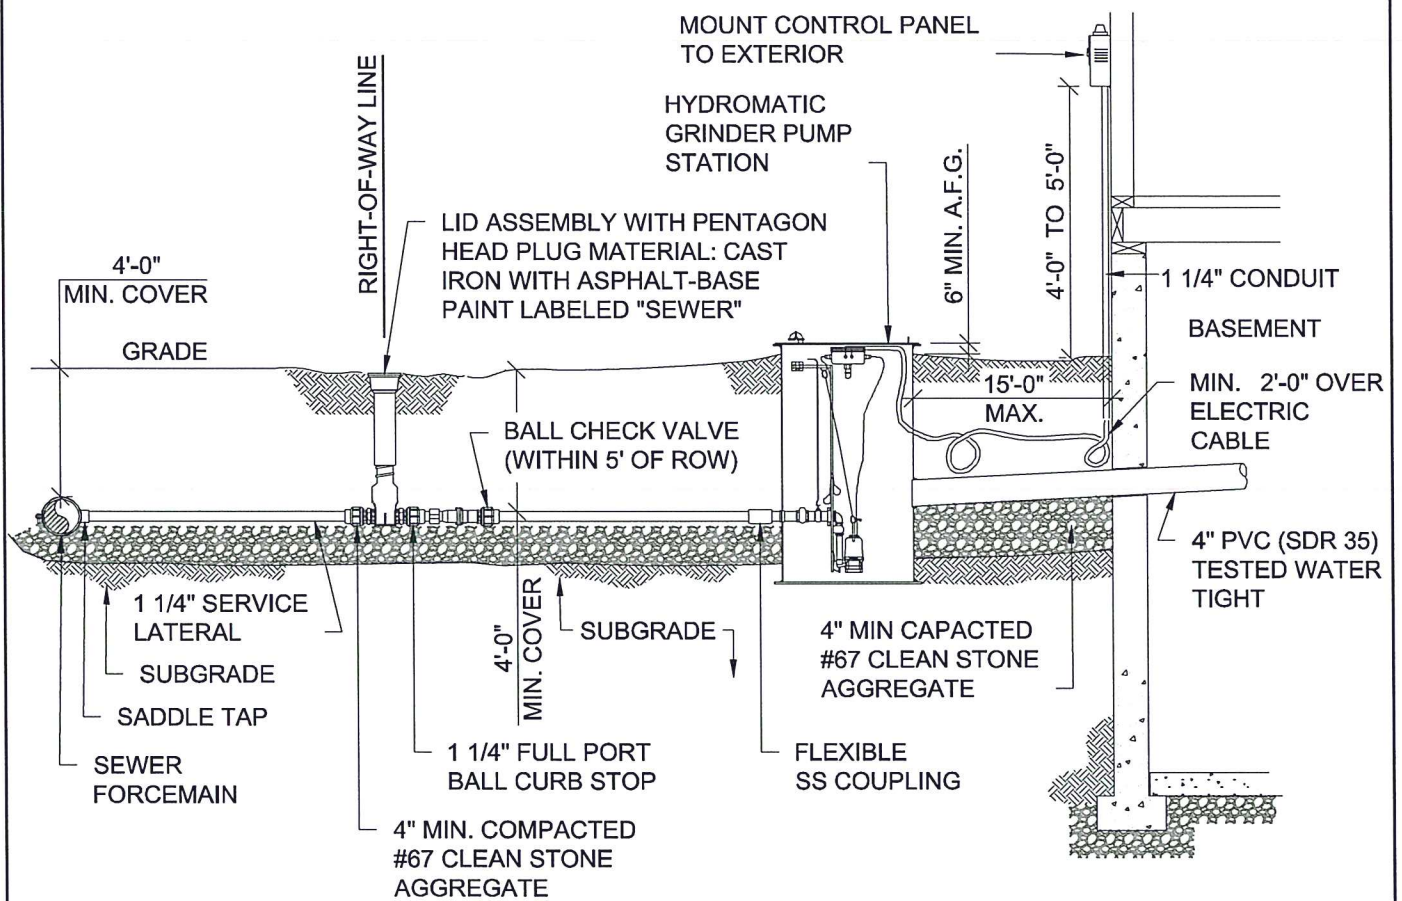 MOUNT CONTROL PANEL
TO EXTERIOR
HYDROMATIC
GRINDER PUMP
STATION
RIGHT-OF-WAY LINE
LID ASSEMBLY WITH PENTAGON
HEAD PLUG MATERIAL: CAST
IRON WITH ASPHALT-BASE
PAINT LABELED "SEWER"
6" MIN. A.F.G.
4'-0" TO 5'-0"
4'-0"
MIN. COVER
GRADE
1 1/4" CONDUIT
BASEMENT
15'-0"
MAX.
MIN. 2'-0" OVER
ELECTRIC
CABLE
BALL CHECK VALVE
(WITHIN 5' OF ROW)
4" PVC (SDR 35)
TESTED WATER
TIGHT
1 1/4" SERVICE
LATERAL
SUBGRADE
SADDLE TAP
SEWER
FORCEMAIN
4'-0"
MIN. COVER
SUBGRADE
4" MIN CAPACTED
#67 CLEAN STONE
AGGREGATE
1 1/4" FULL PORT
BALL CURB STOP
FLEXIBLE
SS COUPLING
4" MIN. COMPACTED
#67 CLEAN STONE
AGGREGATE